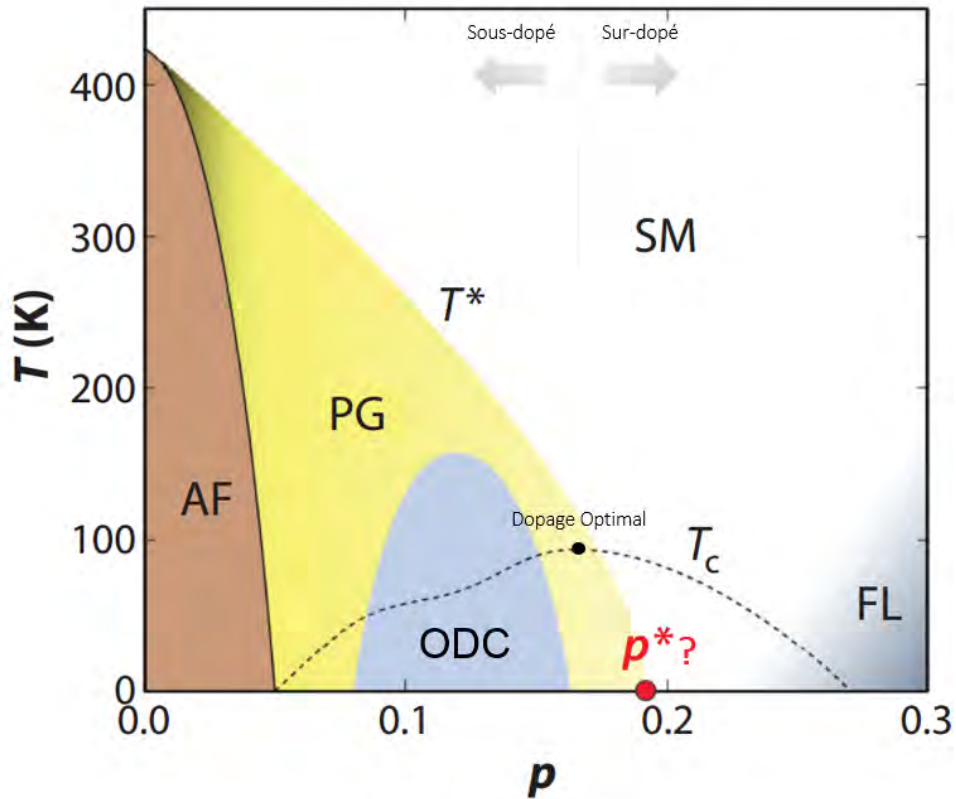 Sous-dopé
Sur-dopé
400
SM
300
T*
T (K)
200
PG
AF
Dopage Optimal
100
Tc
FL
ODC
p*?
0
0.0
0.1
0.2
0.3
p